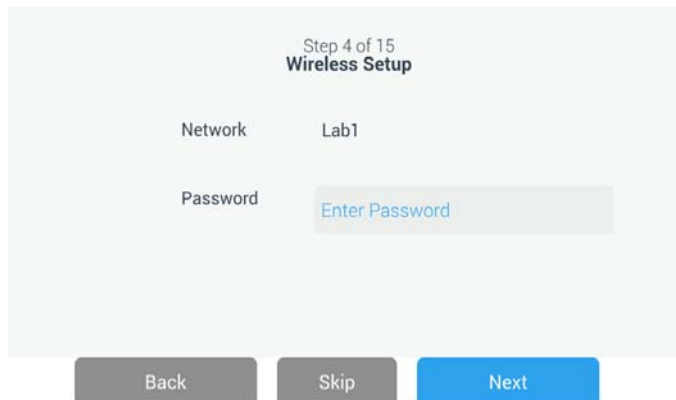 Step 4 of 15
Wireless Setup
Network Lab1
Password Enter Password
Back Skip Next